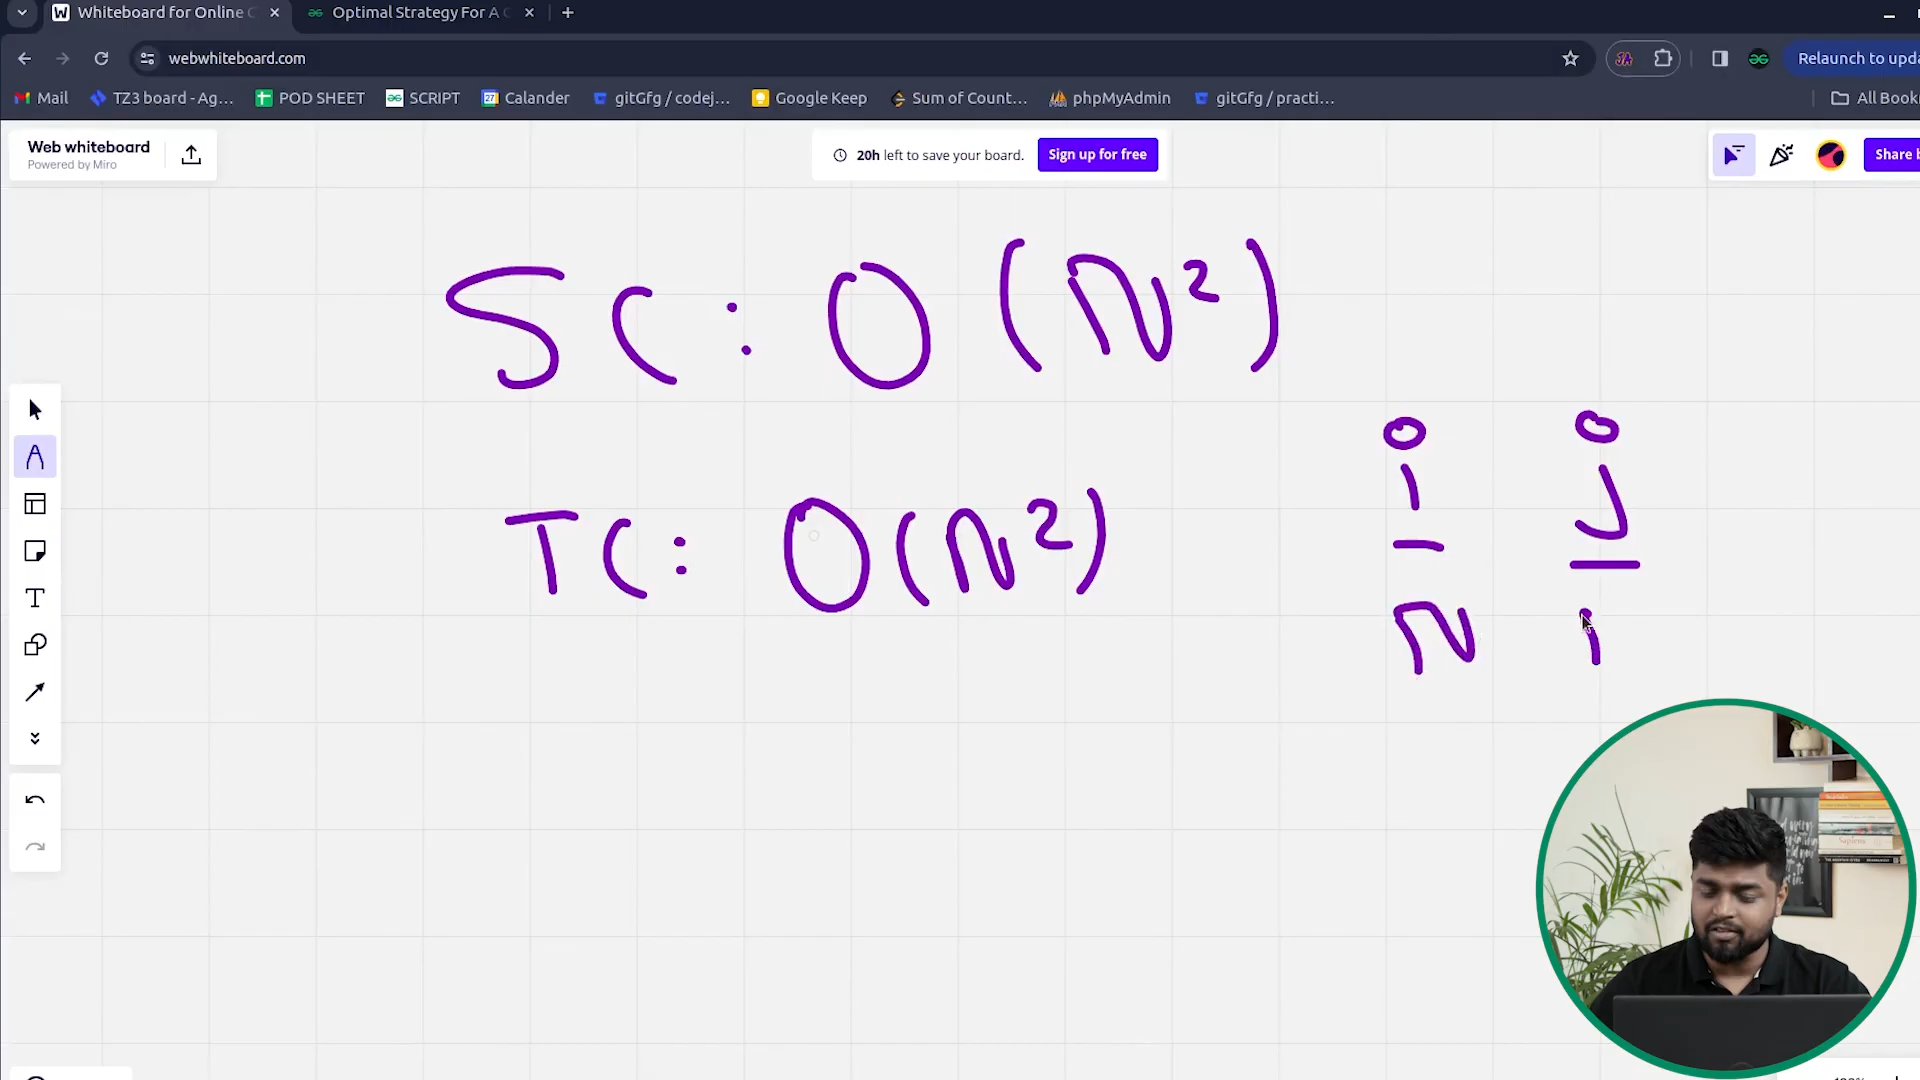 Whiteboard for Online C
Optimal Strategy For A G
webwhiteboard.com
Relaunch to upda
Mail
TZ3 board - Ag...
POD SHEET
SCRIPT
Calander
gitGfg / codej...
Google Keep
Sum of Count...
phpMyAdmin
gitGfg / practi...
All Book
Web whiteboard
Powered by Miro
20h left to save your board.
Sign up for free
Share b
SC: O(N²)
TC: O(N²)
0 0
i j
N